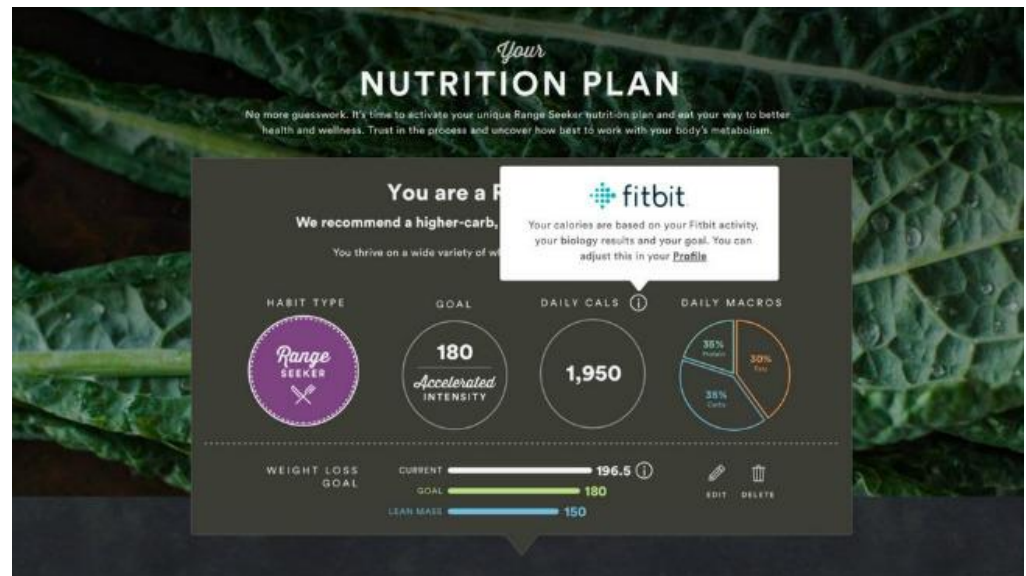 Your
NUTRITION PLAN
No more guesswork. It's time to activate your unique Range Seeker nutrition plan and eat your way to better
health and wellness. Trust in the process and uncover how best to work with your body's metabolism.
You are a
We recommend a higher-carb,
You thrive on a wide variety of
fitbit
Your calories are based on your Fitbit activity,
your biology results and your goal. You can
adjust this in your Profile
HABIT TYPE
GOAL
DAILY CALS
DAILY MACROS
Range
SEEKER
180
Accelerated
INTENSITY
1,950
35%
Protein
30%
Fats
35%
Carbs
WEIGHT LOSS
GOAL
CURRENT 196.5
GOAL 180
LEAN MASS 150
EDIT DELETE